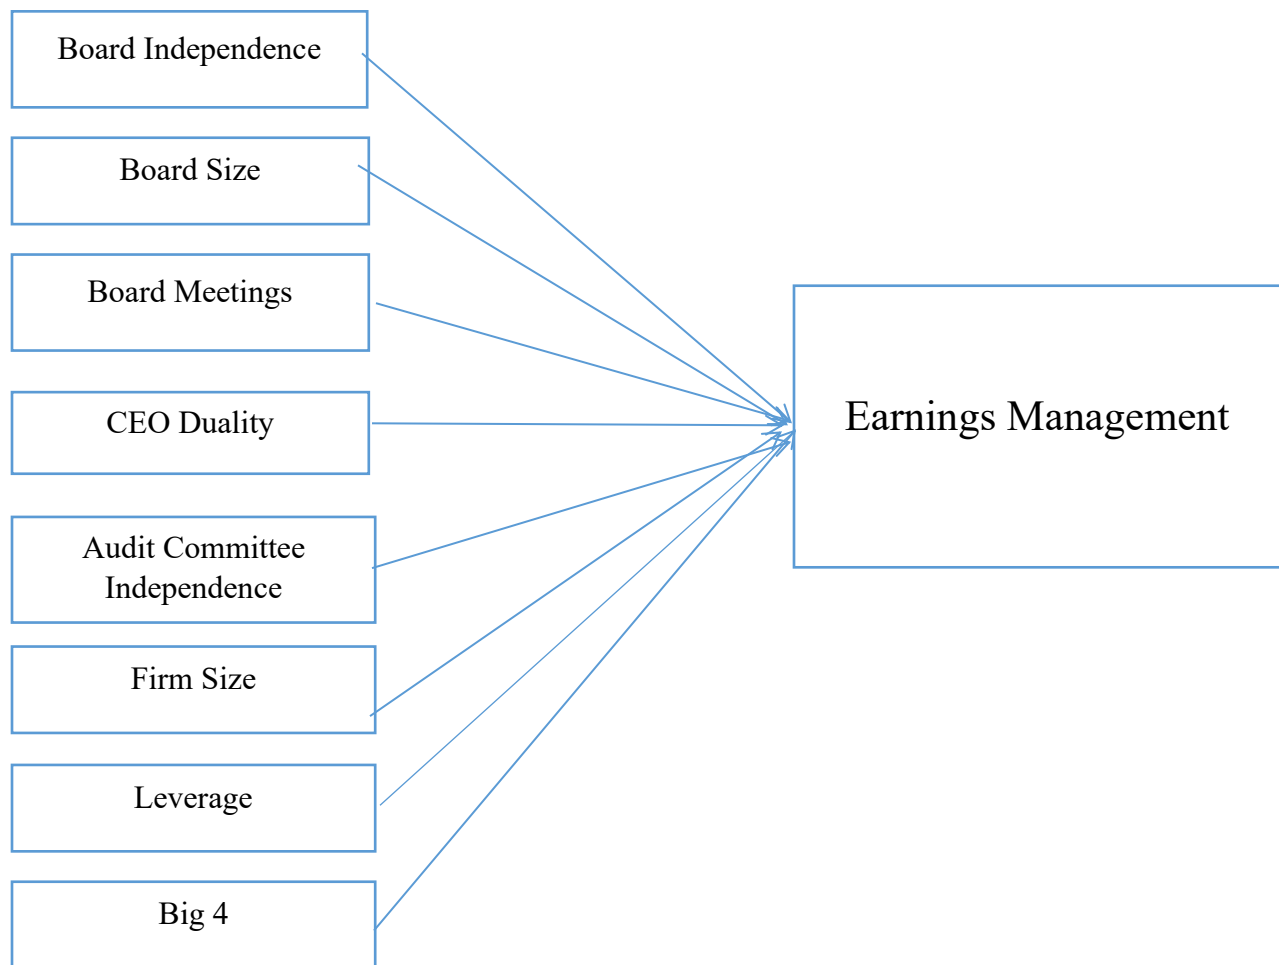 Board Independence
Board Size
Board Meetings
CEO Duality
Audit Committee
Independence
Firm Size
Leverage
Big 4
Earnings Management